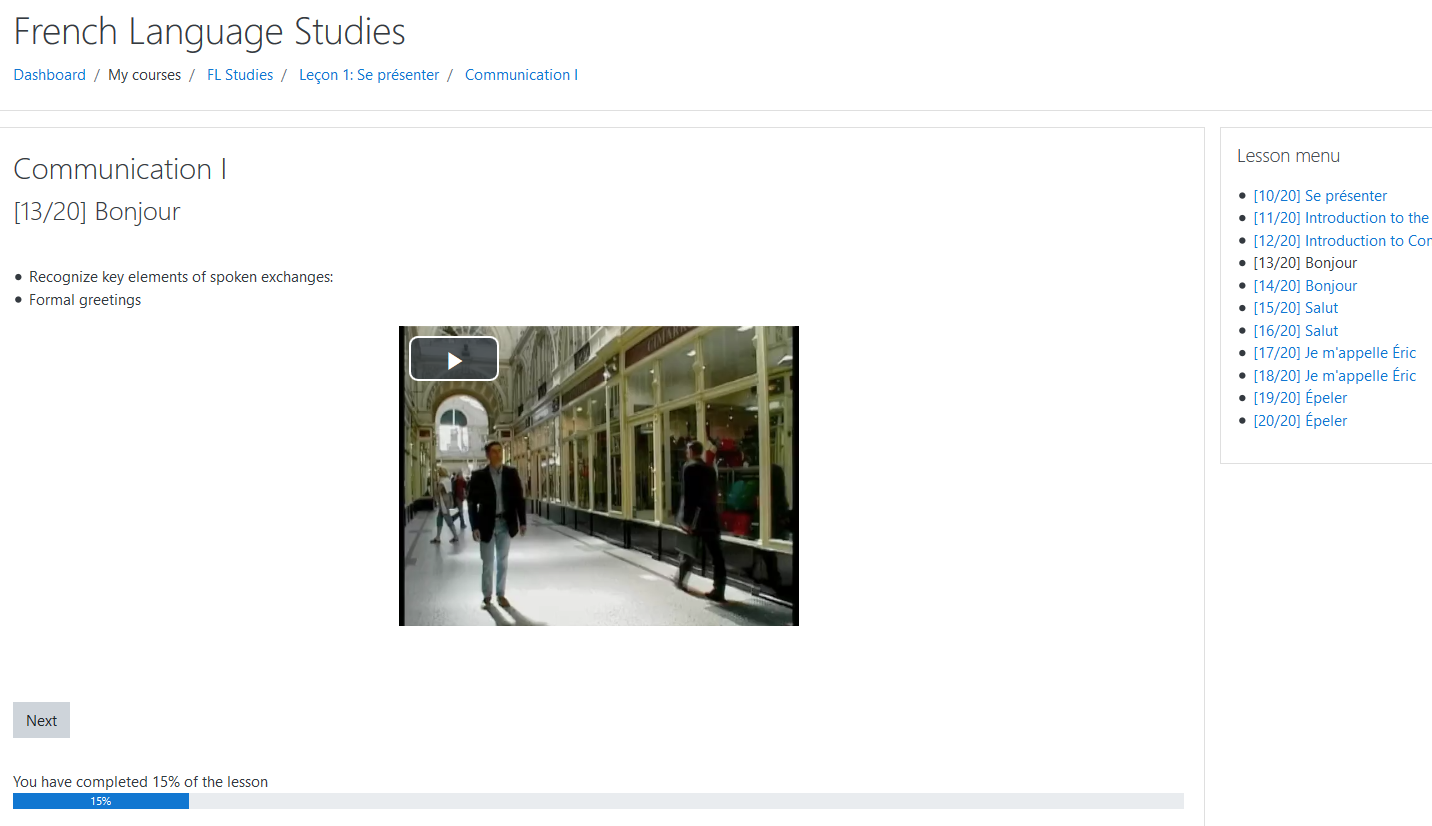 French Language Studies
Dashboard / My courses / FL Studies / Leçon 1: Se présenter / Communication I
Communication I
[13/20] Bonjour
• Recognize key elements of spoken exchanges:
• Formal greetings
Next
You have completed 15% of the lesson
15%
Lesson menu
• [10/20] Se présenter
• [11/20] Introduction to the
• [12/20] Introduction to
• [13/20] Bonjour
• [14/20] Bonjour
• [15/20] Salut
• [16/20] Salut
• [17/20] Je m'appelle Éric
• [18/20] Je m'appelle Éric
• [19/20] Épeler
• [20/20] Épeler